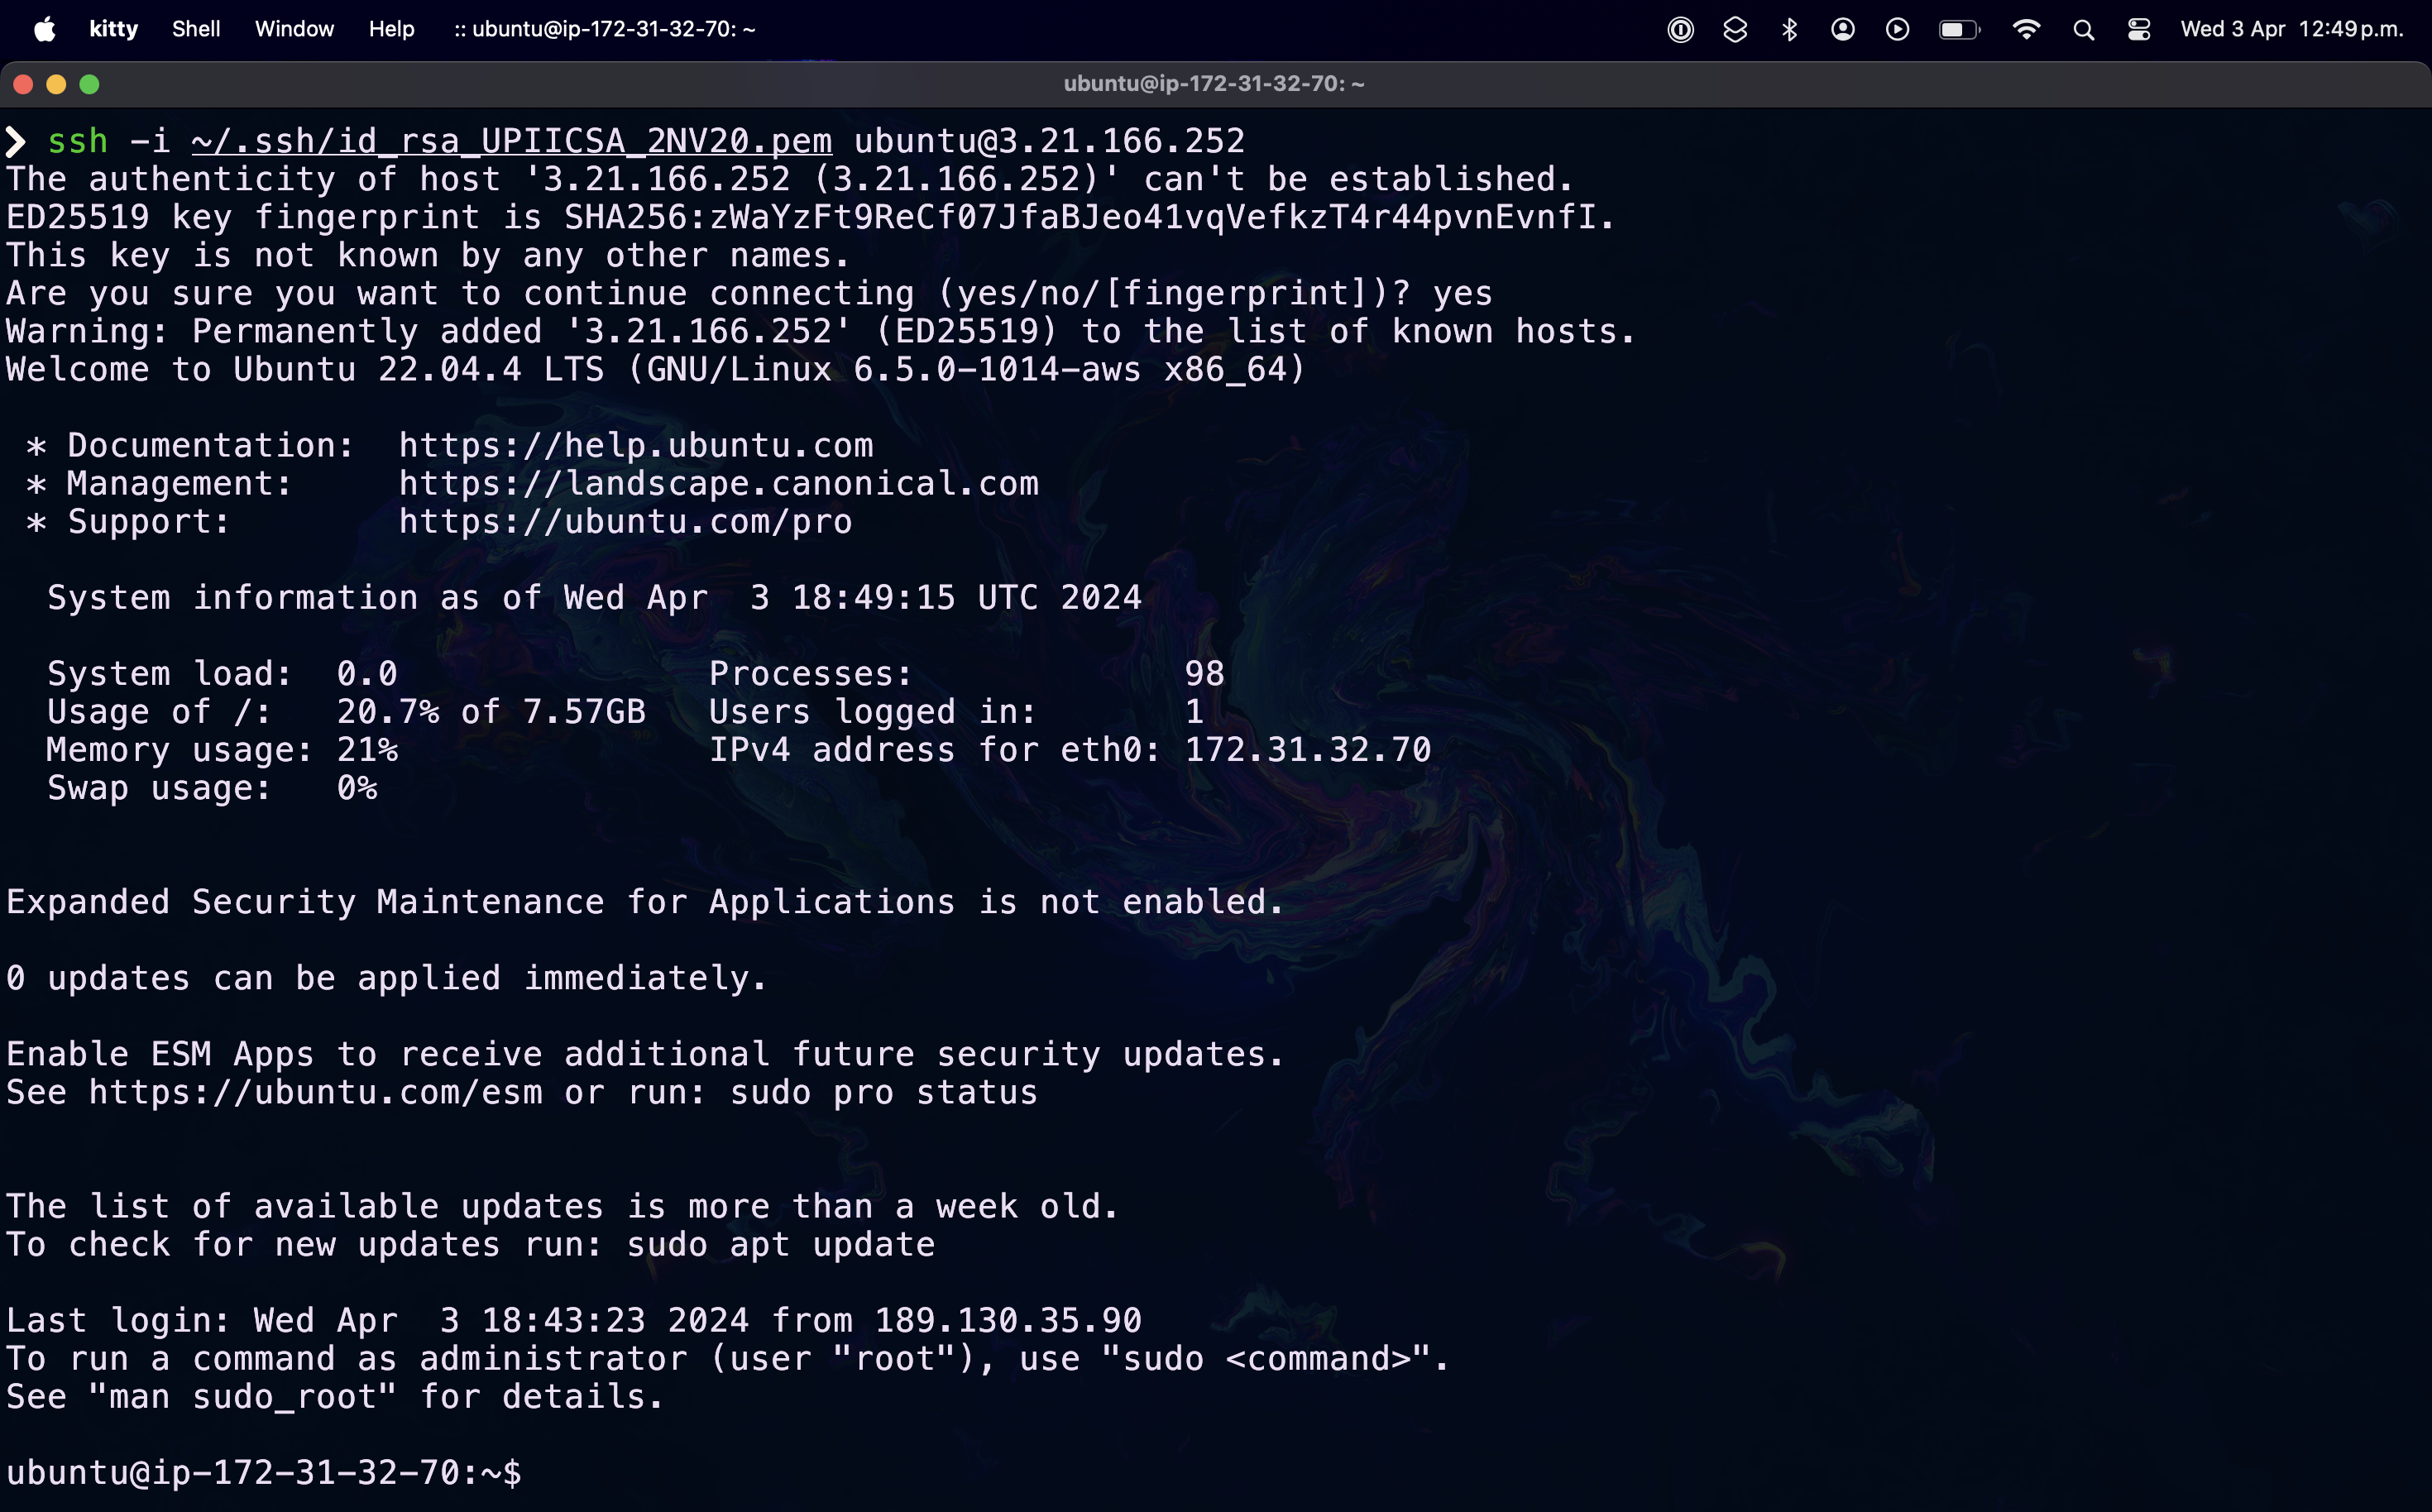 kitty Shell Window Help :: ubuntu@ip-172-31-32-70: ~ Wed 3 Apr 12:49 p.m.
ubuntu@ip-172-31-32-70: ~
❯ ssh -i ~/.ssh/id_rsa_UPIICSA_2NV20.pem ubuntu@3.21.166.252
The authenticity of host '3.21.166.252 (3.21.166.252)' can't be established.
ED25519 key fingerprint is SHA256:zWaYzFt9ReCf07JfaBJeo41vqVefkzT4r44pvnEvnfI.
This key is not known by any other names.
Are you sure you want to continue connecting (yes/no/[fingerprint])? yes
Warning: Permanently added '3.21.166.252' (ED25519) to the list of known hosts.
Welcome to Ubuntu 22.04.4 LTS (GNU/Linux 6.5.0-1014-aws x86_64)
* Documentation: https://help.ubuntu.com
* Management: https://landscape.canonical.com
* Support: https://ubuntu.com/pro
System information as of Wed Apr 3 18:49:15 UTC 2024
System load: 0.0 Processes: 98
Usage of /: 20.7% of 7.57GB Users logged in: 1
Memory usage: 21% IPv4 address for eth0: 172.31.32.70
Swap usage: 0%
Expanded Security Maintenance for Applications is not enabled.
0 updates can be applied immediately.
Enable ESM Apps to receive additional future security updates.
See https://ubuntu.com/esm or run: sudo pro status
The list of available updates is more than a week old.
To check for new updates run: sudo apt update
Last login: Wed Apr 3 18:43:23 2024 from 189.130.35.90
To run a command as administrator (user "root"), use "sudo <command>".
See "man sudo_root" for details.
ubuntu@ip-172-31-32-70:~$